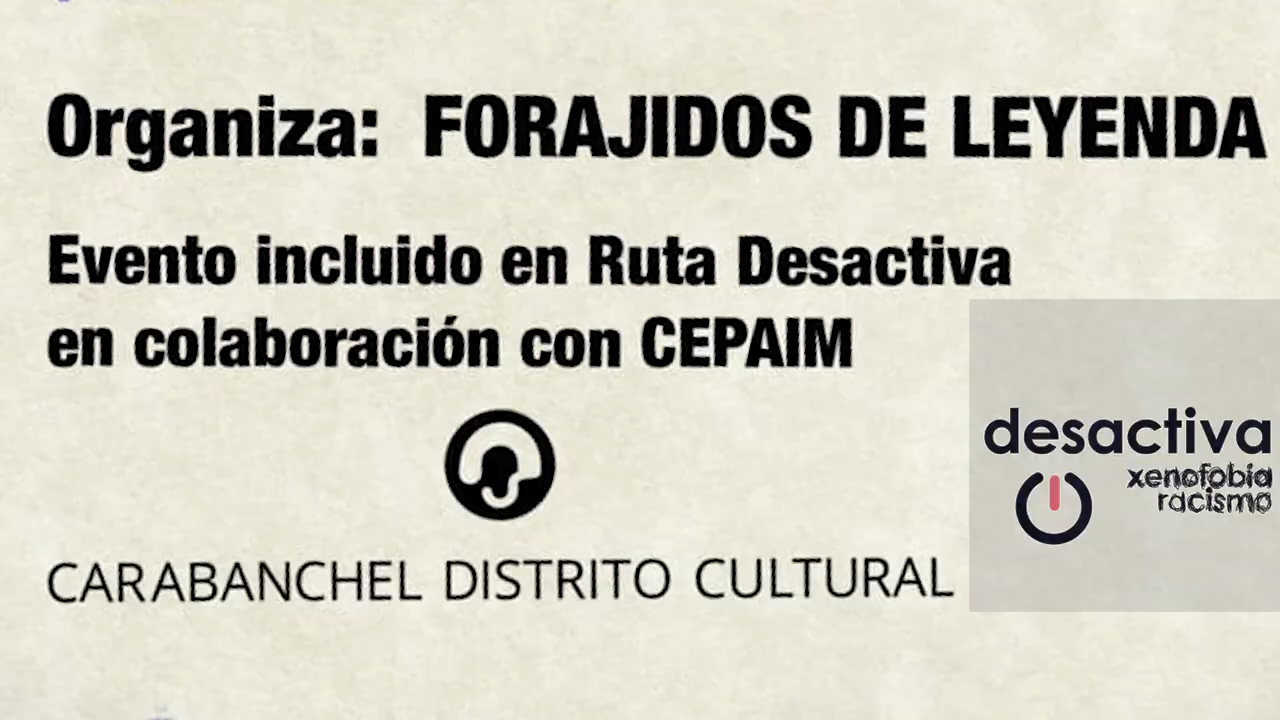 Organiza: FORAJIDOS DE LEYENDA
Evento incluido en Ruta Desactiva
en colaboración con CEPAIM
desactiva
xenofobia
racismo
CARABANCHEL DISTRITO CULTURAL